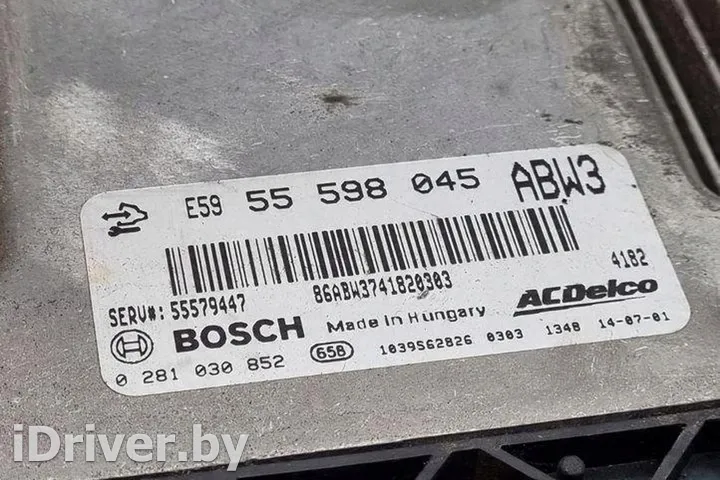 E59 55 598 045 ABW3
SERV#: 55579447 86ABW3741820303 4182
BOSCH Made in Hungary ACDelco
0 281 030 852 65B 1039S62826 0303 1348 14-07-01
iDriver.by